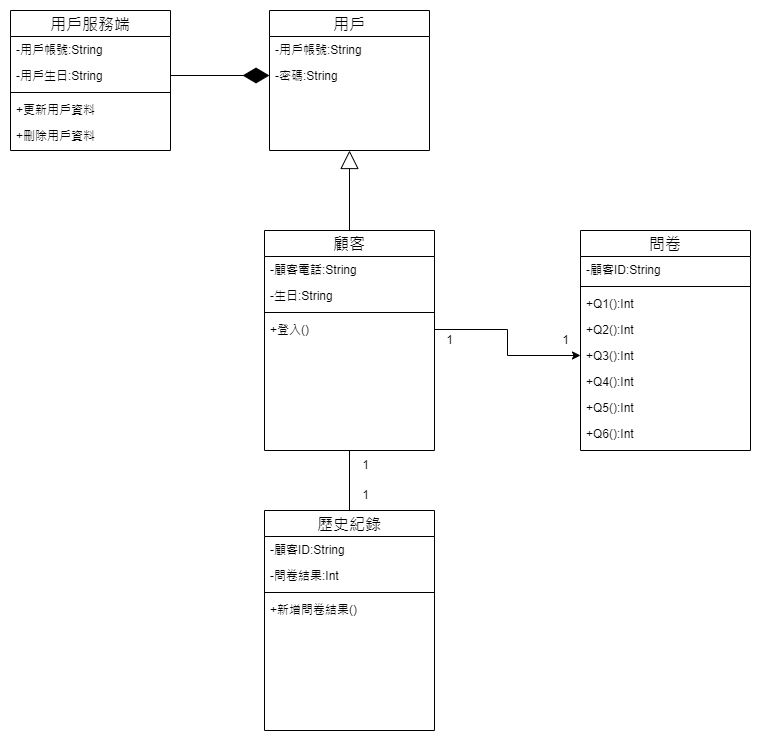 用戶服務端
-用戶帳號:String
-用戶生日:String
+更新用戶資料
+刪除用戶資料
用戶
-用戶帳號:String
-密碼:String
顧客
-顧客電話:String
-生日:String
+登入()
1
1
問卷
-顧客ID:String
+Q1():Int
+Q2():Int
+Q3():Int
+Q4():Int
+Q5():Int
+Q6():Int
1
1
歷史紀錄
-顧客ID:String
-問卷結果:Int
+新增問卷結果()